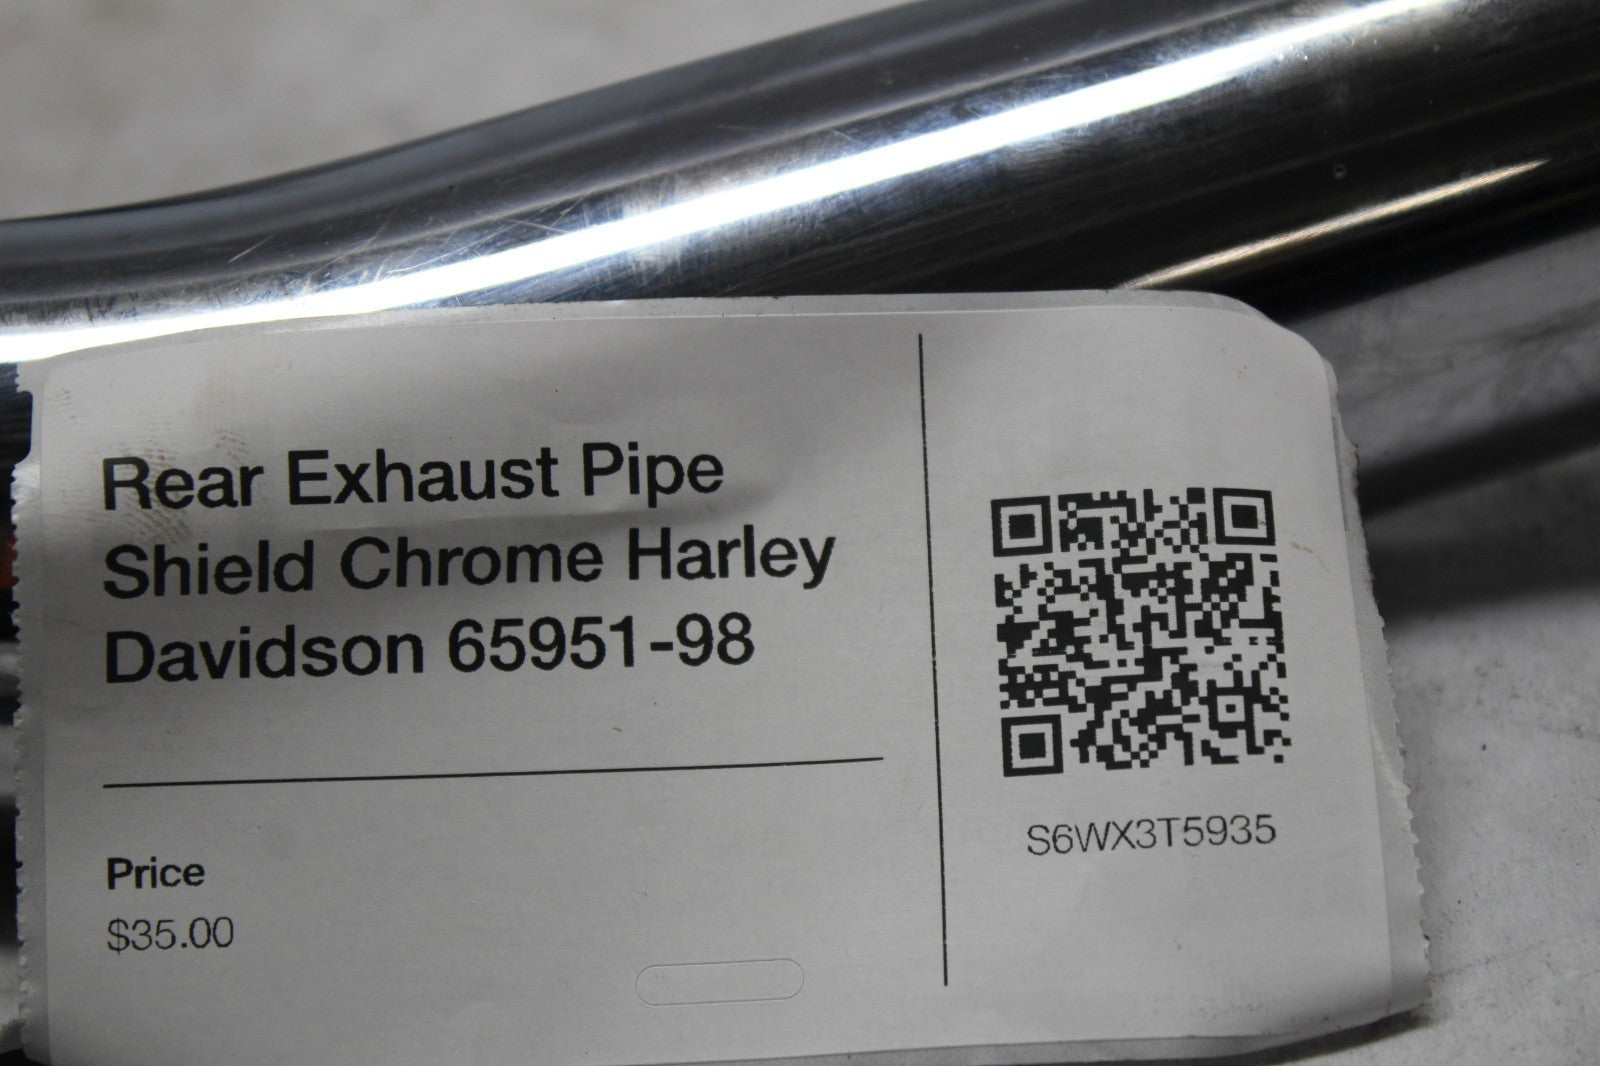 Rear Exhaust Pipe
Shield Chrome Harley
Davidson 65951-98
Price
$35.00
S6WX3T5935